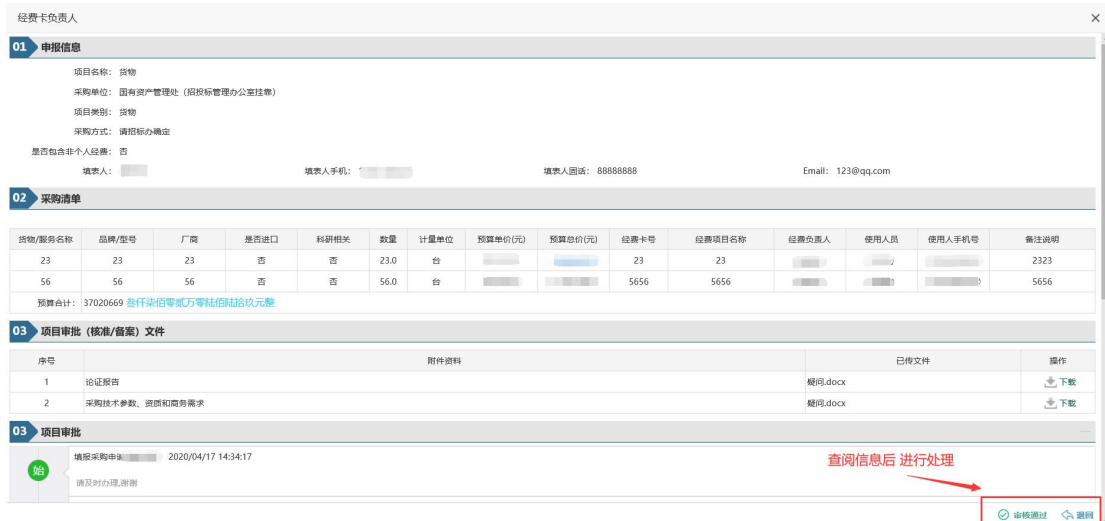 经费卡负责人
01 申报信息
项目名称： 货物
采购单位： 国有资产管理处（招投标管理办公室挂靠）
项目类别： 货物
采购方式： 请招标办确定
是否包含非个人经费： 否
填表人： 填表人手机： 填表人固话： 88888888 Email： 123@qq.com
02 采购清单
货物/服务名称 品牌/型号 厂商 是否进口 科研相关 数量 计量单位 预算单价(元) 预算总价(元) 经费卡号 经费项目名称 经费负责人 使用人员 使用人手机号 备注说明
23 23 23 否 否 23.0 台 23 23 2323
56 56 56 否 否 56.0 台 5656 5656 5656
预算合计： 37020669 叁仟柒佰零贰万零陆佰陆拾玖元整
03 项目审批（核准/备案）文件
序号 附件资料 已传文件 操作
1 论证报告 疑问.docx 下载
2 采购技术参数、资质和商务需求 疑问.docx 下载
03 项目审批
始 填报采购申请 2020/04/17 14:34:17
请及时办理,谢谢
查阅信息后 进行处理
审核通过 退回